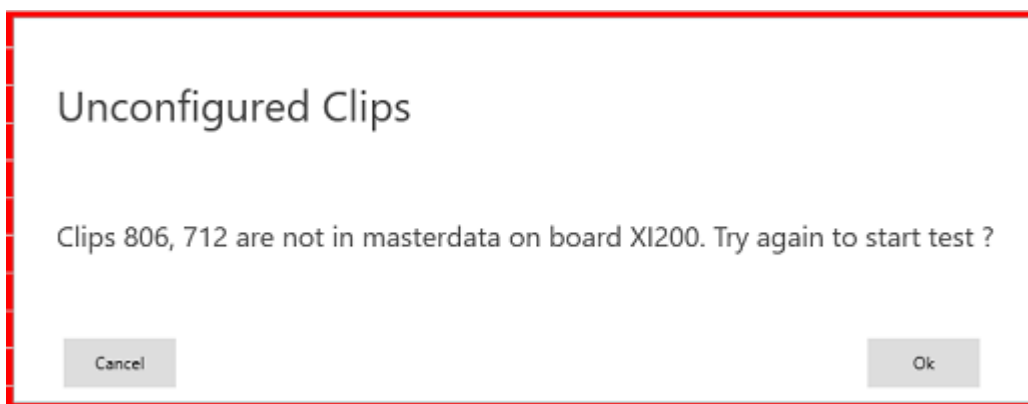 Unconfigured Clips
Clips 806, 712 are not in masterdata on board XI200. Try again to start test ?
Cancel
Ok